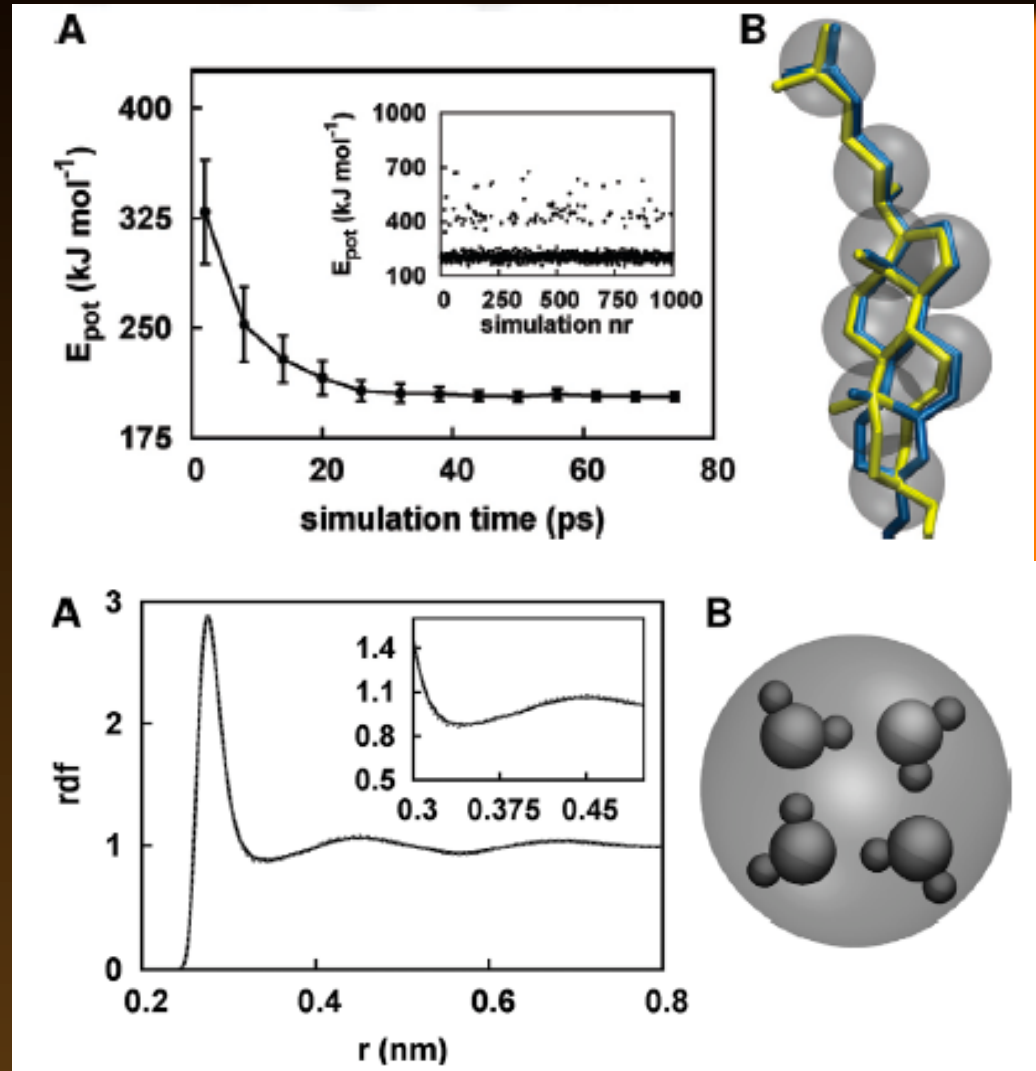 A
B
400
325
250
175
E_pot (kJ mol⁻¹)
0 20 40 60 80
simulation time (ps)
1000
700
400
100
E_pot (kJ mol⁻¹)
0 250 500 750 1000
simulation nr
A
B
3
2
1
0
rdf
0.2 0.4 0.6 0.8
r (nm)
1.4
1.1
0.8
0.5
0.3 0.375 0.45